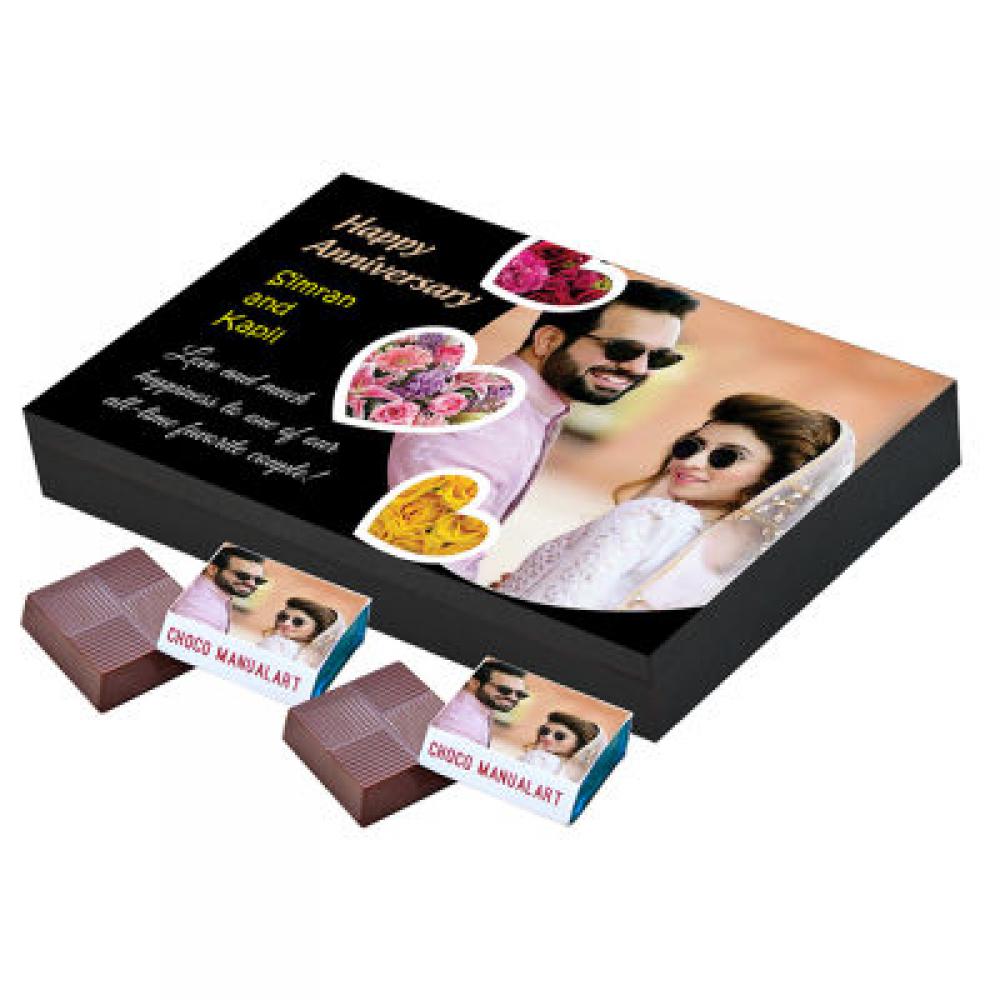 Happy
Anniversary
Simran
and
Kapil
Love and much
happiness to one of our
all-time favorite couple!
CHOCO MANUALART
CHOCO MANUALART